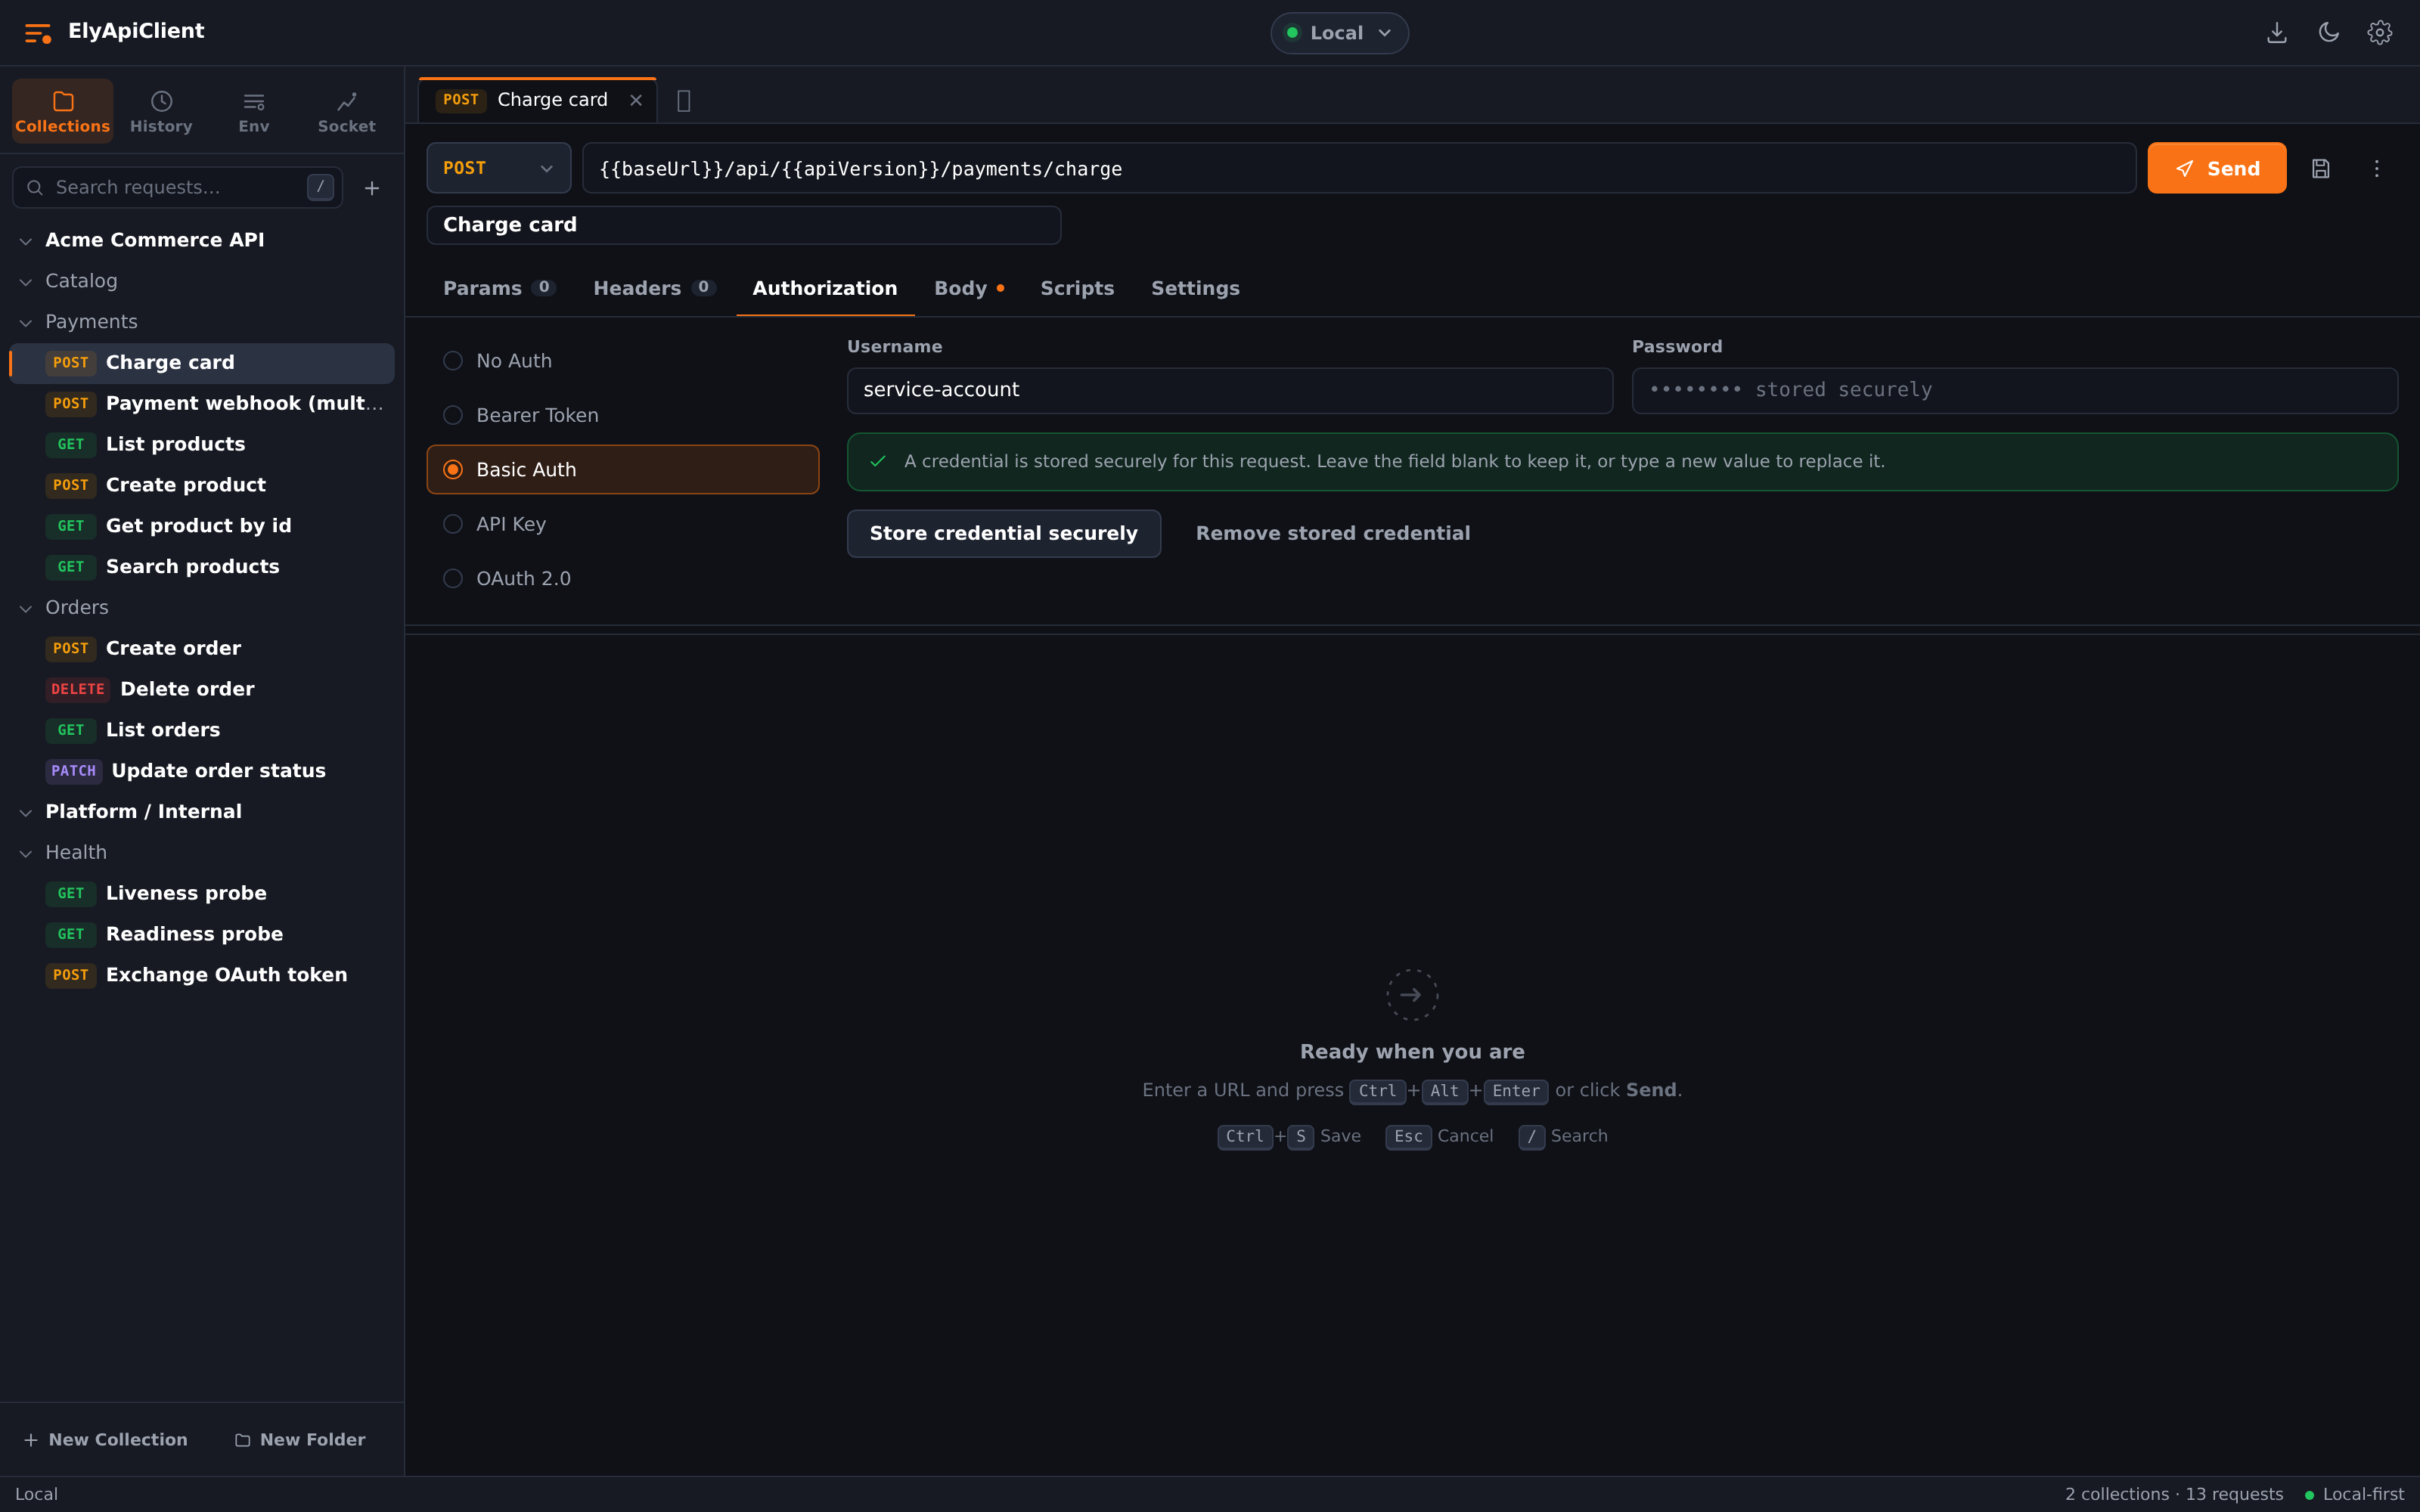 ElyApiClient
Local
Collections
History
Env
Socket
Search requests…
/
Acme Commerce API
Catalog
Payments
POST Charge card
POST Payment webhook (mult…
GET List products
POST Create product
GET Get product by id
GET Search products
Orders
POST Create order
DELETE Delete order
GET List orders
PATCH Update order status
Platform / Internal
Health
GET Liveness probe
GET Readiness probe
POST Exchange OAuth token
New Collection
New Folder
POST Charge card
POST
{{baseUrl}}/api/{{apiVersion}}/payments/charge
Send
Charge card
Params 0
Headers 0
Authorization
Body
Scripts
Settings
No Auth
Bearer Token
Basic Auth
API Key
OAuth 2.0
Username
service-account
Password
•••••••• stored securely
A credential is stored securely for this request. Leave the field blank to keep it, or type a new value to replace it.
Store credential securely
Remove stored credential
Ready when you are
Enter a URL and press Ctrl+Alt+Enter or click Send.
Ctrl+S Save Esc Cancel / Search
Local
2 collections · 13 requests
Local-first